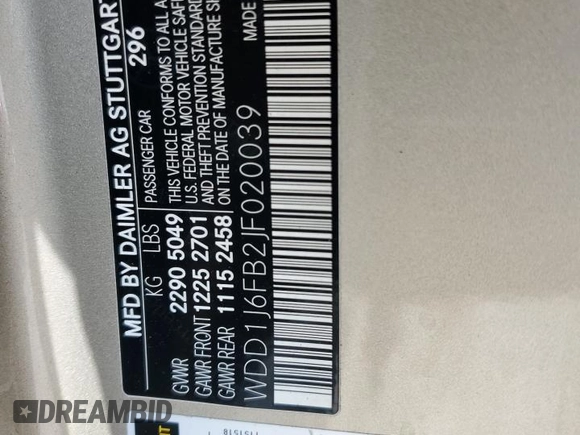 MFD BY DAIMLER AG STUTTGART
296
KG LBS PASSENGER CAR
GVWR 2290 5049 THIS VEHICLE CONFORMS TO ALL
GAWR FRONT 1225 2701 U.S. FEDERAL MOTOR VEHICLE SAFE
AND THEFT PREVENTION STANDARD
GAWR REAR 1115 2458 ON THE DATE OF MANUFACTURE
WDD1J6FB2JF020039 MADE
DREAMBID